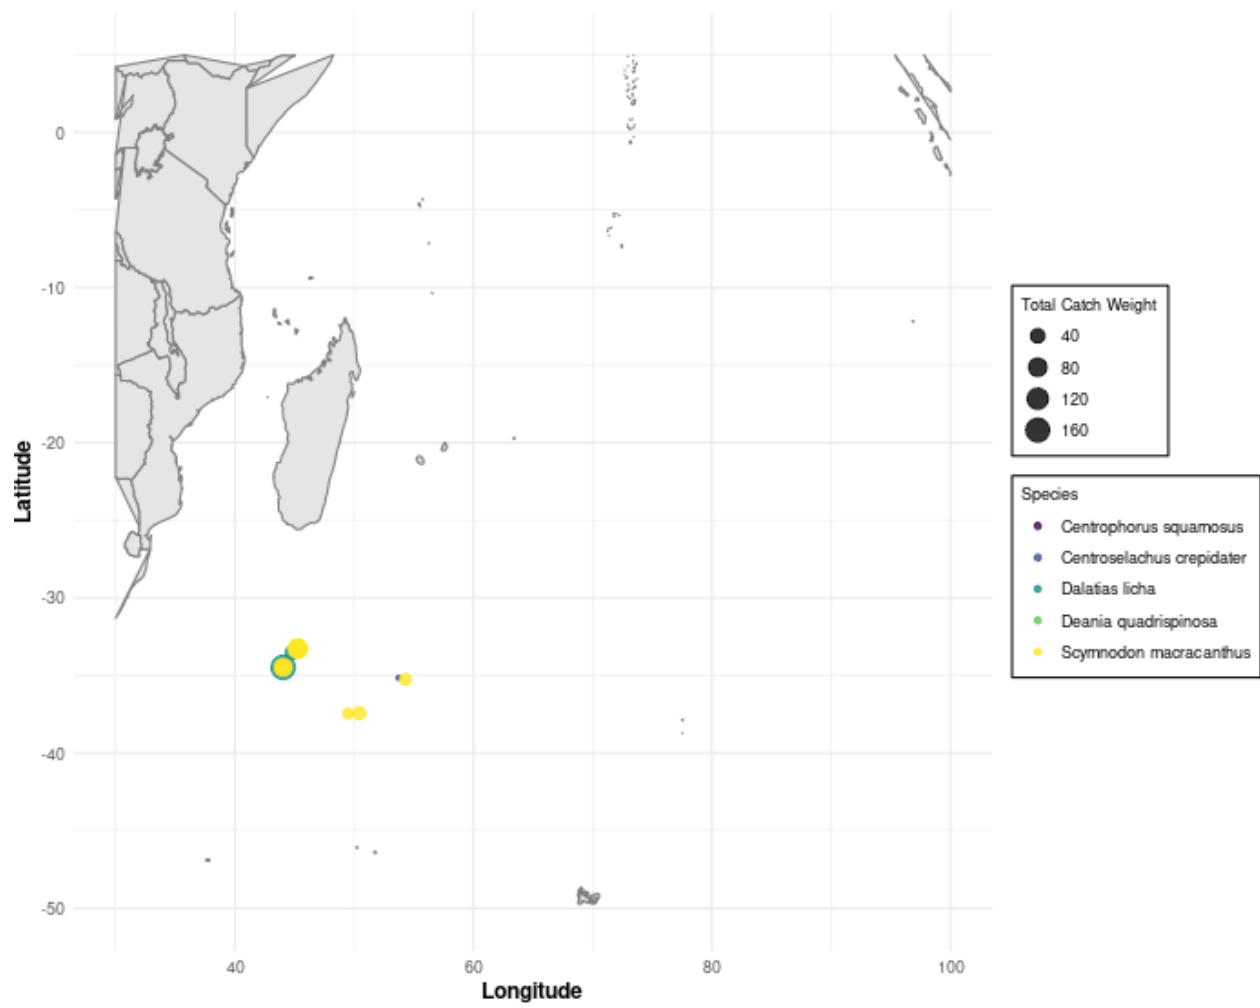 0
-10
-20
-30
-40
-50
Latitude
40
60
80
100
Longitude
Total Catch Weight
40
80
120
160
Species
Centrophorus squamosus
Centroselachus crepidater
Dalatias licha
Deania quadrispinosa
Scymnodon macracanthus